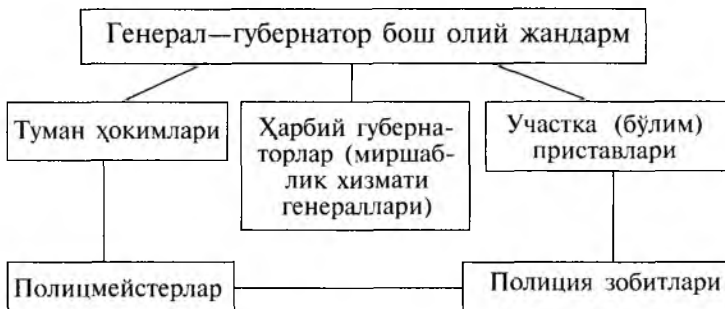 Генерал—губернатор бош олий жандарм
Туман ҳокимлари
Ҳарбий губерна-
торлар (миршаб-
лик хизмати
генераллари)
Участка (бўлим)
приставлари
Полицмейстерлар
Полиция зобитлари